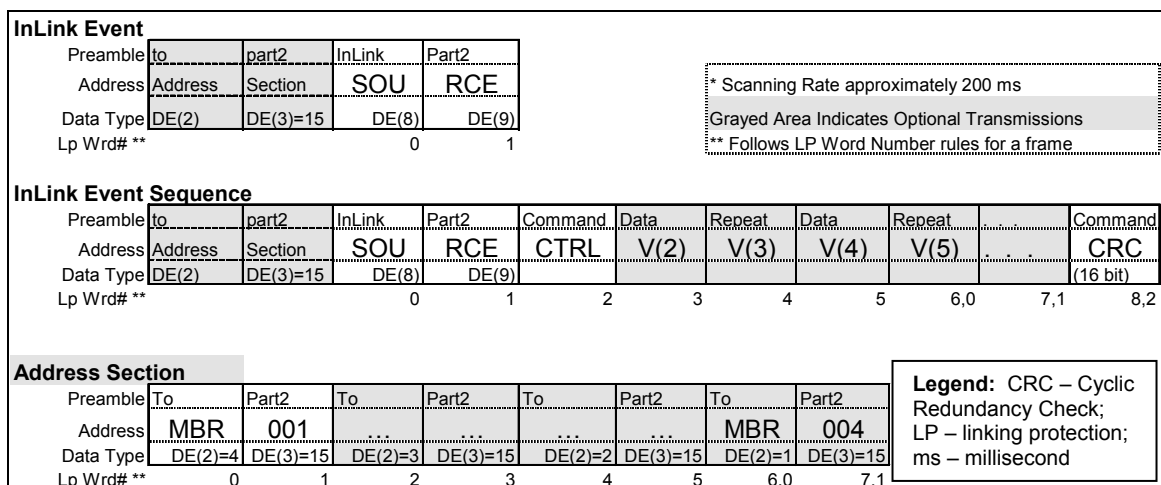 InLink Event
Preamble to part2 InLink Part2
Address Address Section SOU RCE
Data Type DE(2) DE(3)=15 DE(8) DE(9)
Lp Wrd# ** 0 1
* Scanning Rate approximately 200 ms
Grayed Area Indicates Optional Transmissions
** Follows LP Word Number rules for a frame
InLink Event Sequence
Preamble to part2 InLink Part2 Command Data Repeat Data Repeat . . . Command
Address Address Section SOU RCE CTRL V(2) V(3) V(4) V(5) . . . CRC
Data Type DE(2) DE(3)=15 DE(8) DE(9) (16 bit)
Lp Wrd# ** 0 1 2 3 4 5 6,0 7,1 8,2
Address Section
Preamble To Part2 To Part2 To Part2 To Part2
Address MBR 001 ... ... ... ... MBR 004
Data Type DE(2)=4 DE(3)=15 DE(2)=3 DE(3)=15 DE(2)=2 DE(3)=15 DE(2)=1 DE(3)=15
Lp Wrd# ** 0 1 2 3 4 5 6,0 7,1
Legend: CRC – Cyclic
Redundancy Check;
LP – linking protection;
ms – millisecond